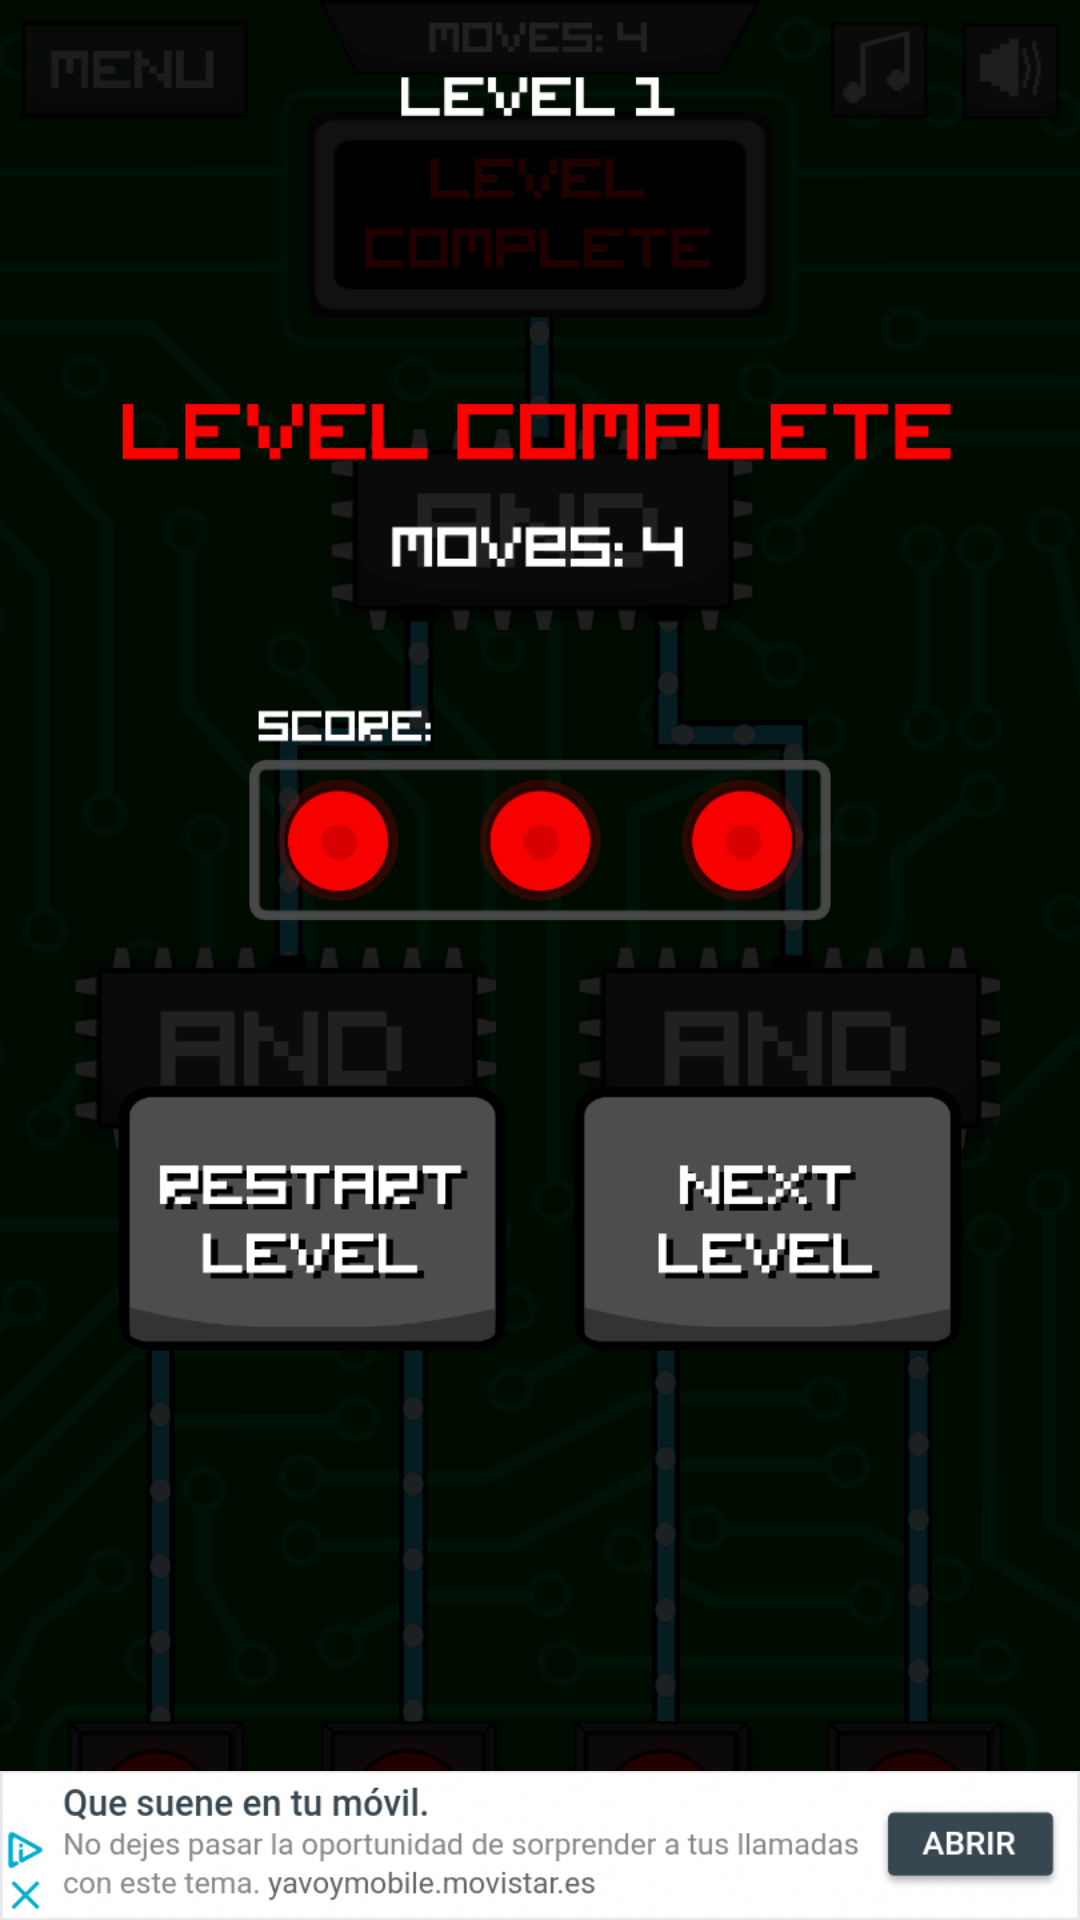 MOVES: 4
MENU
LEVEL 1
LEVEL
COMPLETE
LEVEL COMPLETE
AND
MOVES: 4
SCORE:
AND AND
RESTART
LEVEL
NEXT
LEVEL
Que suene en tu móvil.
No dejes pasar la oportunidad de sorprender a tus llamadas
con este tema. yavoymobile.movistar.es
ABRIR